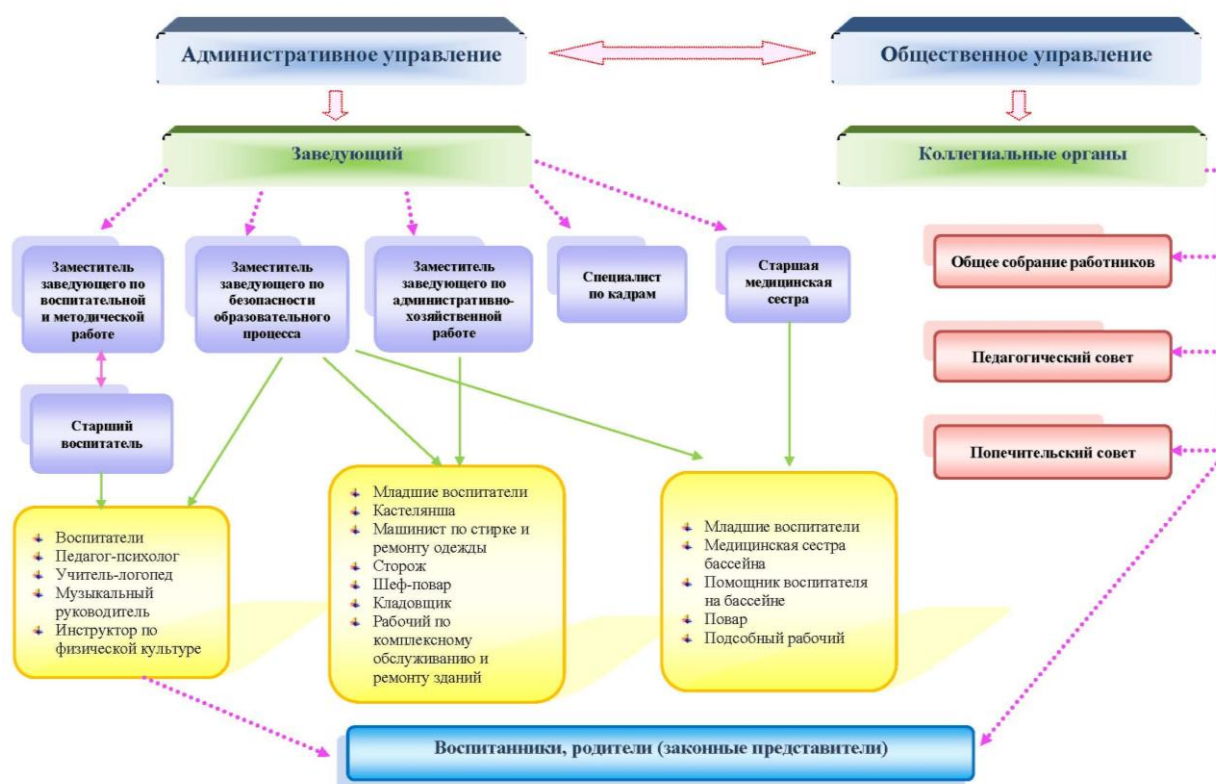 Административное управление
Общественное управление
Заведующий
Коллегиальные органы
Заместитель
заведующего по
воспитательной
и методической
работе
Заместитель
заведующего по
безопасности
образовательного
процесса
Заместитель
заведующего по
административно-
хозяйственной
работе
Специалист
по кадрам
Старшая
медицинская
сестра
Общее собрание работников
Педагогический совет
Попечительский совет
Старший
воспитатель
Воспитатели
Педагог-психолог
Учитель-логопед
Музыкальный
руководитель
Инструктор по
физической культуре
Младшие воспитатели
Кастелянша
Машинист по стирке и
ремонту одежды
Сторож
Шеф-повар
Кладовщик
Рабочий по
комплексному
обслуживанию и
ремонту зданий
Младшие воспитатели
Медицинская сестра
бассейна
Помощник воспитателя
на бассейне
Повар
Подсобный рабочий
Воспитанники, родители (законные представители)